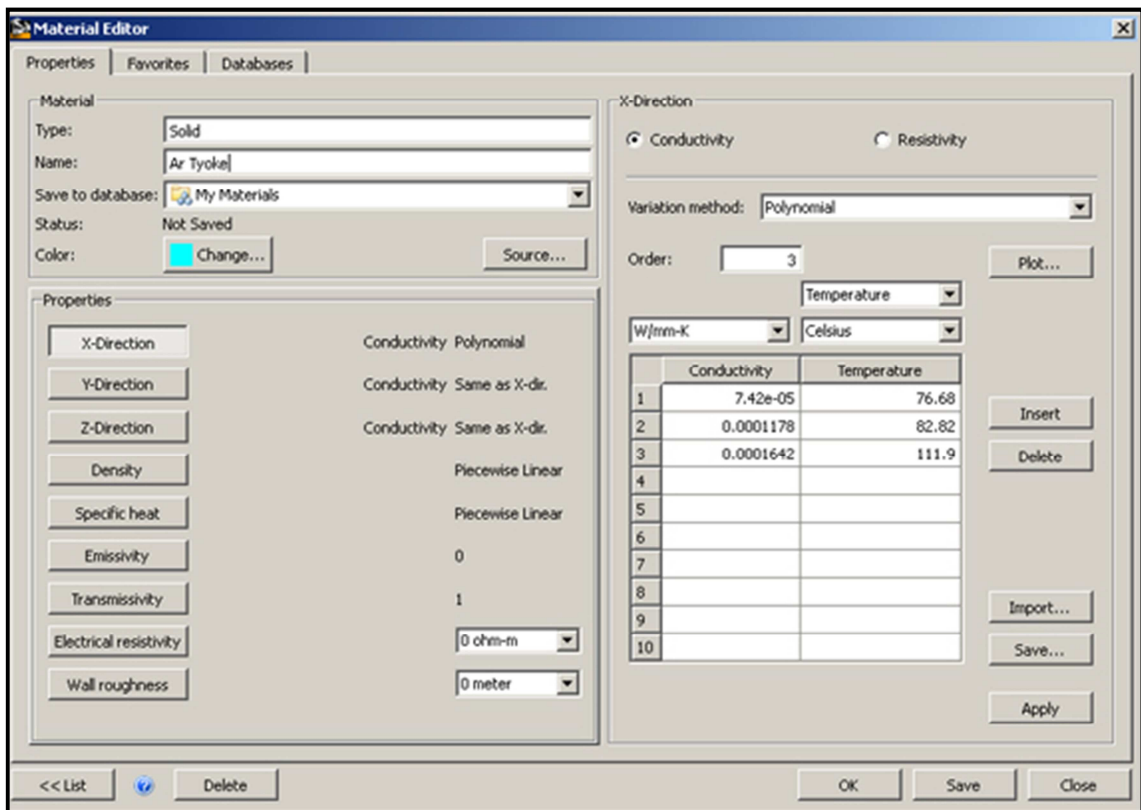 Material Editor
Properties Favorites Databases
Material
Type: Solid
Name: Ar Tyoke
Save to database: My Materials
Status: Not Saved
Color: Change... Source...
Properties
X-Direction Conductivity Polynomial
Y-Direction Conductivity Same as X-dir.
Z-Direction Conductivity Same as X-dir.
Density Piecewise Linear
Specific heat Piecewise Linear
Emissivity 0
Transmissivity 1
Electrical resistivity 0 ohm-m
Wall roughness 0 meter
X-Direction
Conductivity Resistivity
Variation method: Polynomial
Order: 3 Plot...
Temperature
W/mm-K Celsius
Conductivity Temperature
1 7.42e-05 76.68
2 0.0001178 82.82
3 0.0001642 111.9
4
5
6
7
8
9
10
Insert
Delete
Import...
Save...
Apply
<< List ? Delete OK Save Close